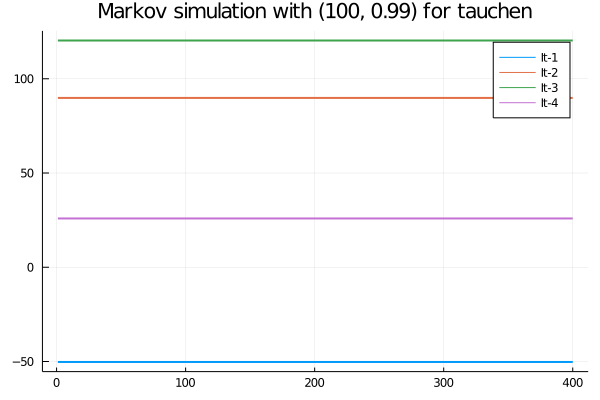 Markov simulation with (100, 0.99) for tauchen
It-1
It-2
It-3
It-4
100
50
0
−50
0 100 200 300 400